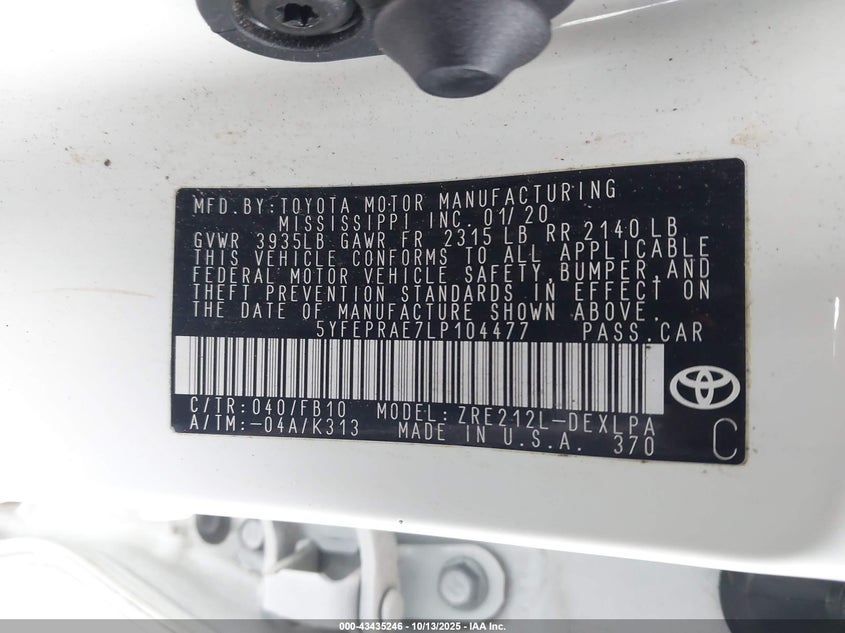 MFD. BY: TOYOTA MOTOR MANUFACTURING
MISSISSIPPI INC. 01/20
GVWR 3935LB GAWR FR 2315 LB RR 2140 LB
THIS VEHICLE CONFORMS TO ALL APPLICABLE
FEDERAL MOTOR VEHICLE SAFETY, BUMPER, AND
THEFT PREVENTION STANDARDS IN EFFECT ON
THE DATE OF MANUFACTURE SHOWN ABOVE.
5YFEPRAE7LP104477 PASS. CAR
C/TR: 040/FB10 MODEL: ZRE212L-DEXLPA
A/TM: -04A/K313 MADE IN U.S.A. 370 C
000-43435246 - 10/13/2025 - IAA Inc.